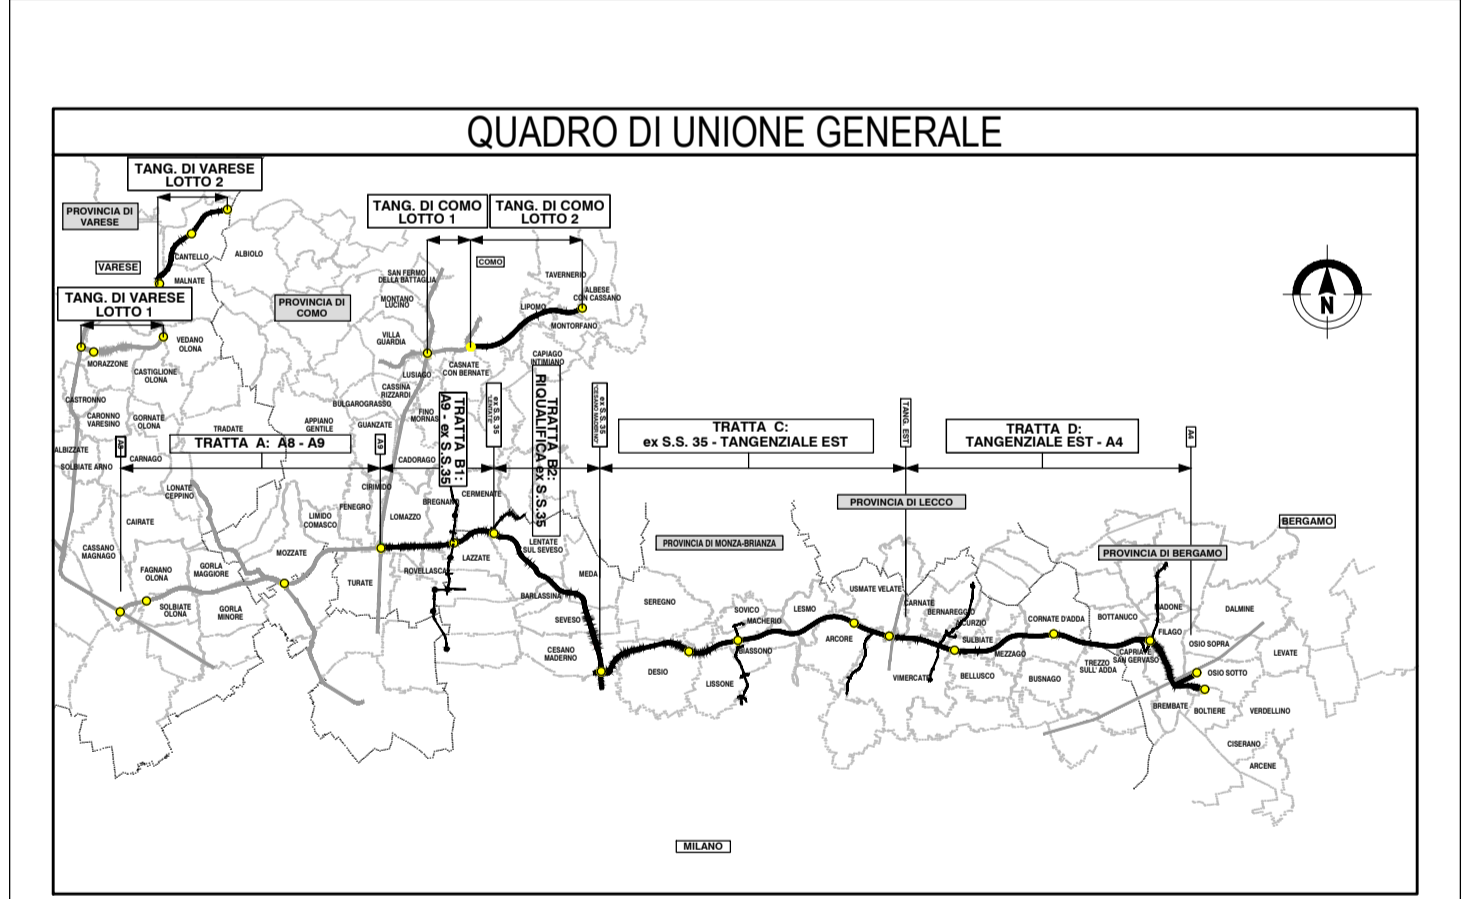 QUADRO DI UNIONE GENERALE
TANG. DI VARESE
LOTTO 2
PROVINCIA DI
VARESE
TANG. DI COMO
LOTTO 1
TANG. DI COMO
LOTTO 2
CANTELLO
ALBIOLO
VARESE
MALNATE
COMO
SAN FERMO
DELLA BATTAGLIA
TAVERNERIO
TANG. DI VARESE
LOTTO 1
PROVINCIA DI
COMO
MONTANO
LUCINO
ALBESE
CON CASSANO
LIPOMO
MONTORFANO
N
VILLA
GUARDIA
VEDANO
OLONA
MORAZZONE
CASTIGLIONE
OLONA
LUSIAGO
CASNATE
CON BERNATE
CAPIAGO
INTIMIANO
CASSINA
RIZZARDI
CASTRONNO
BULGAROGRASSO
CARONNO
VARESINO
GORNATE
OLONA
TRADATE
APPIANO
GENTILE
GUANZATE
FINO
MORNAS
TRATTA B1:
A9 - ex S.S.35
ex S.S.35
LENTATE
TRATTA B2:
RIQUALIFICA ex S.S.35
ex S.S.35
CESANO MADERNO
TRATTA C:
ex S.S. 35 - TANGENZIALE EST
TANG. EST
TRATTA D:
TANGENZIALE EST - A4
A4
A8
TRATTA A: A8 - A9
A9
ALBIZZATE
SOLBIATE ARNO
CARNAGO
CADORAGO
CIRIMIDO
LONATE
CEPPINO
CERMENATE
BREGNANO
FENEGRO
LOMAZZO
LIMIDO
COMASCO
CAIRATE
PROVINCIA DI LECCO
BERGAMO
PROVINCIA DI MONZA-BRIANZA
PROVINCIA DI BERGAMO
LENTATE
SUL SEVESO
CASSANO
MAGNAGO
MOZZATE
LAZZATE
ROVELLASCA
FAGNANO
OLONA
GORLA
MAGGIORE
TURATE
MEDA
BARLASSINA
SEVESO
SOLBIATE
OLONA
GORLA
MINORE
SEREGNO
SOVICO
MACHERIO
LESMO
USMATE VELATE
CARNATE
BERNAREGGIO
CURZIO
SULBIATE
CORNATE D'ADDA
BOTTANUCO
MADONE
DALMINE
FILAGO
OSIO SOPRA
LEVATE
ARCORE
BIASSONO
CESANO
MADERNO
DESIO
LISSONE
VIMERCATE
BELLUSCO
MEZZAGO
BUSNAGO
TREZZO
SULL' ADDA
CAPRIATE
SAN GERVASO
OSIO SOTTO
BREMBATE
BOLTIERE
VERDELLINO
CISERANO
ARCENE
MILANO